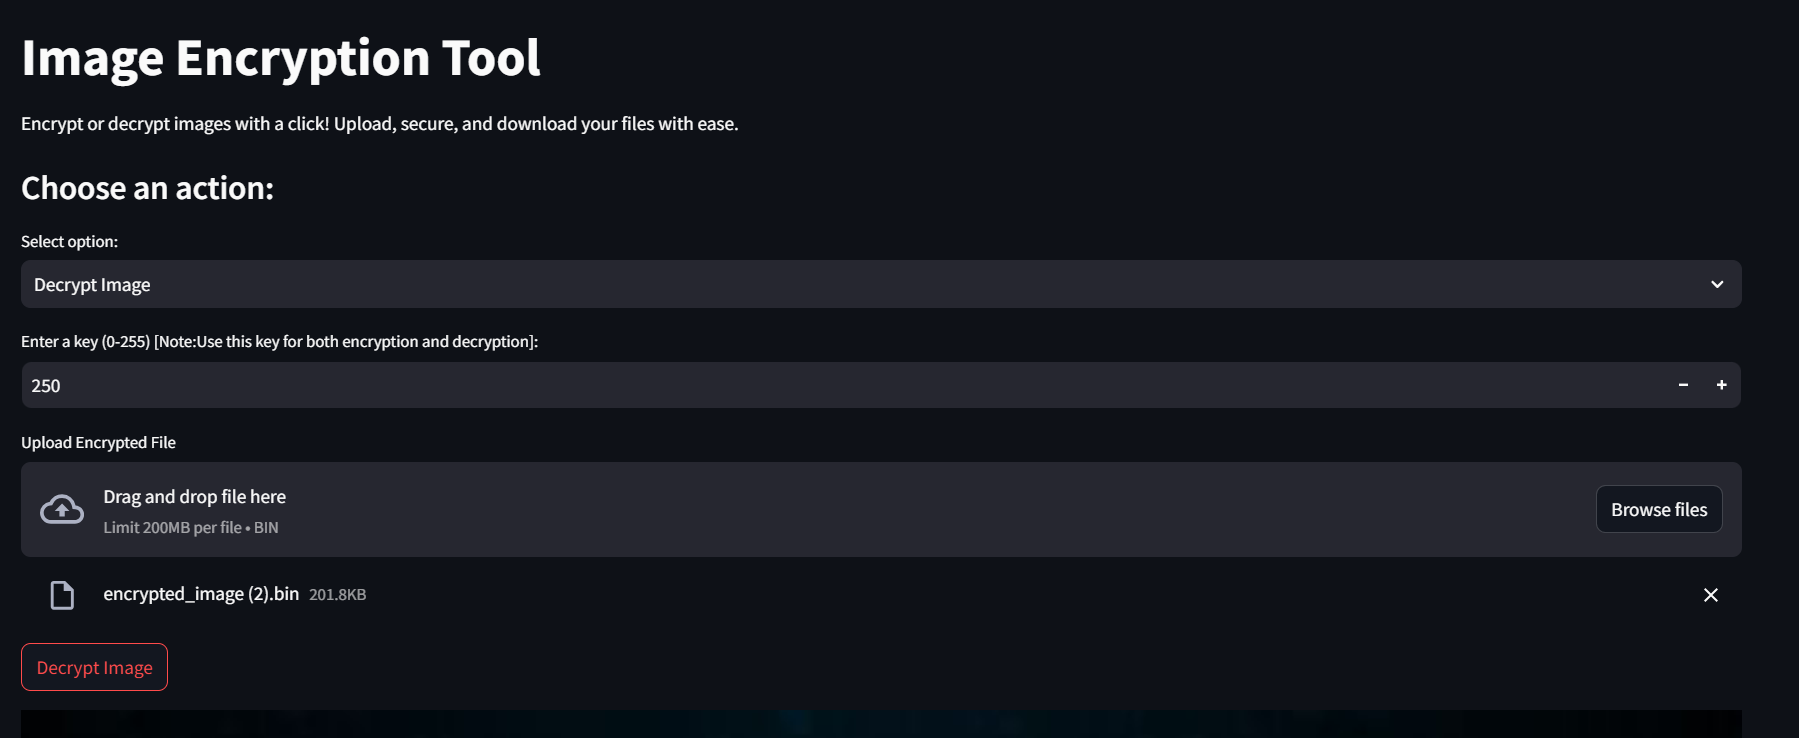 Image Encryption Tool
Encrypt or decrypt images with a click! Upload, secure, and download your files with ease.
Choose an action:
Select option:
Decrypt Image
Enter a key (0-255) [Note:Use this key for both encryption and decryption]:
250
Upload Encrypted File
Drag and drop file here
Limit 200MB per file • BIN
Browse files
encrypted_image (2).bin 201.8KB
Decrypt Image